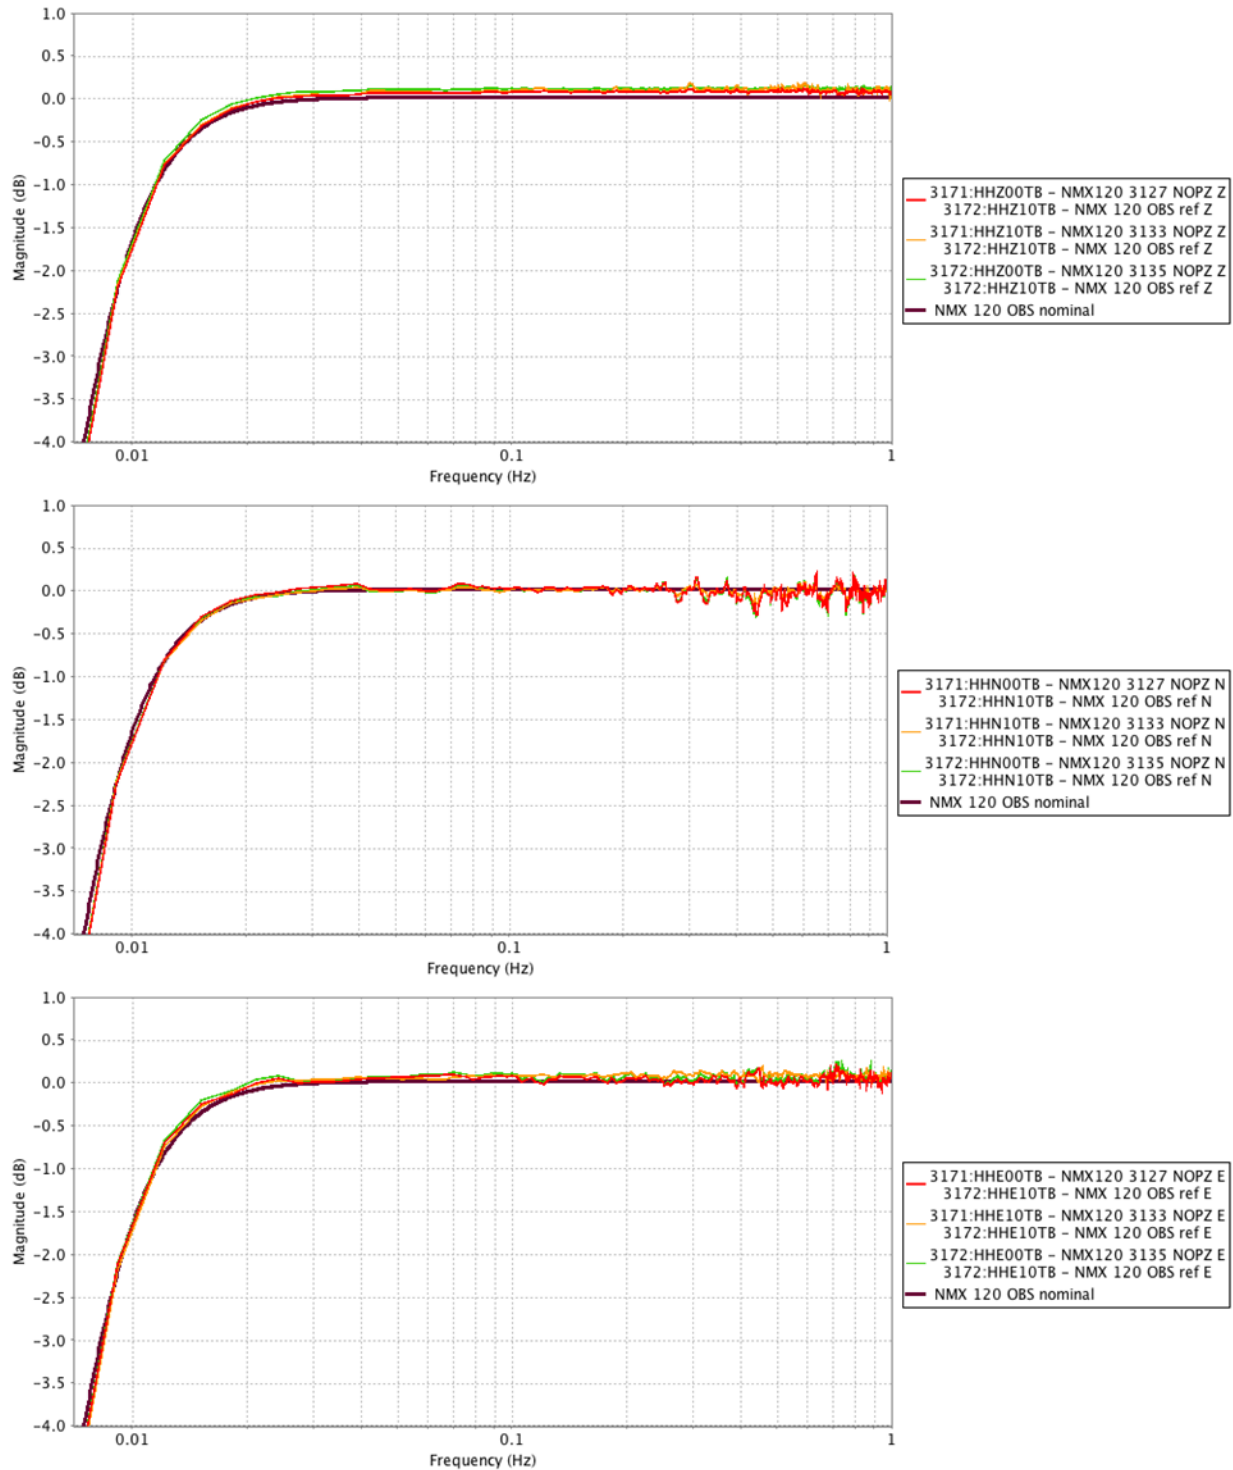 1.0
0.5
0.0
−0.5
−1.0
−1.5
−2.0
−2.5
−3.0
−3.5
−4.0
Magnitude (dB)
0.01 0.1 1
Frequency (Hz)
3171:HHZ00TB – NMX120 3127 NOPZ Z
3172:HHZ10TB – NMX 120 OBS ref Z
3171:HHZ10TB – NMX120 3133 NOPZ Z
3172:HHZ10TB – NMX 120 OBS ref Z
3172:HHZ00TB – NMX120 3135 NOPZ Z
3172:HHZ10TB – NMX 120 OBS ref Z
NMX 120 OBS nominal
1.0
0.5
0.0
−0.5
−1.0
−1.5
−2.0
−2.5
−3.0
−3.5
−4.0
Magnitude (dB)
0.01 0.1 1
Frequency (Hz)
3171:HHN00TB – NMX120 3127 NOPZ N
3172:HHN10TB – NMX 120 OBS ref N
3171:HHN10TB – NMX120 3133 NOPZ N
3172:HHN10TB – NMX 120 OBS ref N
3172:HHN00TB – NMX120 3135 NOPZ N
3172:HHN10TB – NMX 120 OBS ref N
NMX 120 OBS nominal
1.0
0.5
0.0
−0.5
−1.0
−1.5
−2.0
−2.5
−3.0
−3.5
−4.0
Magnitude (dB)
0.01 0.1 1
Frequency (Hz)
3171:HHE00TB – NMX120 3127 NOPZ E
3172:HHE10TB – NMX 120 OBS ref E
3171:HHE10TB – NMX120 3133 NOPZ E
3172:HHE10TB – NMX 120 OBS ref E
3172:HHE00TB – NMX120 3135 NOPZ E
3172:HHE10TB – NMX 120 OBS ref E
NMX 120 OBS nominal